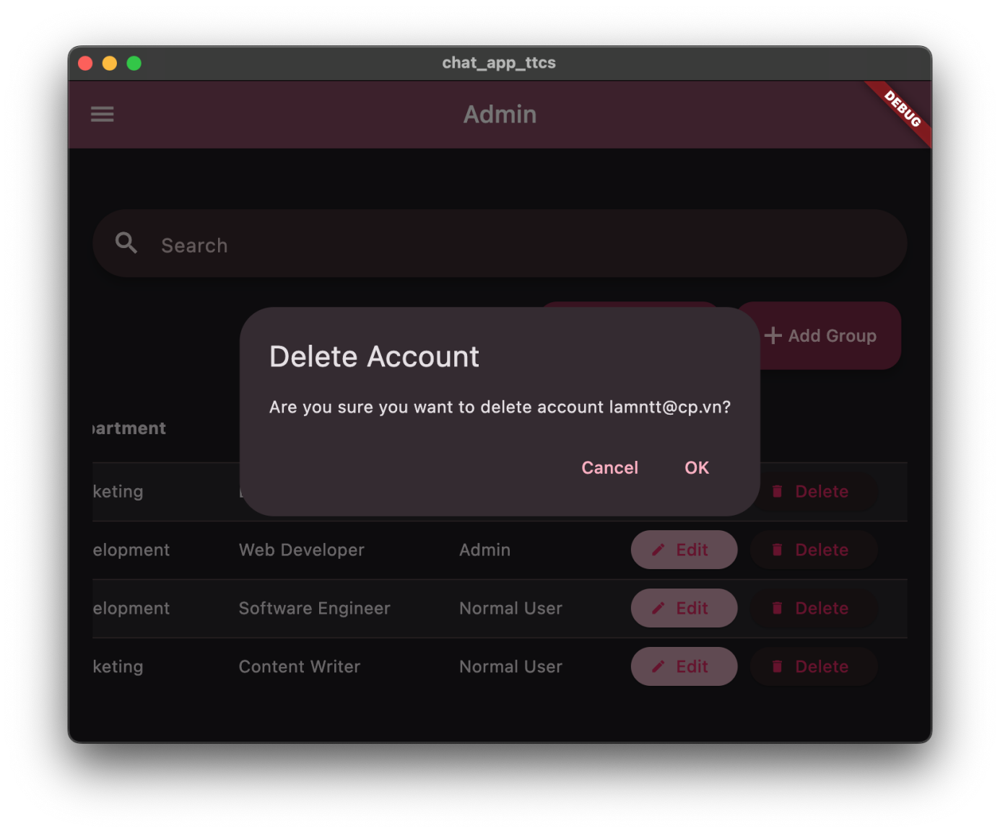 chat_app_ttcs
Admin
DEBUG
Search
Add Group
Delete Account
Are you sure you want to delete account lamntt@cp.vn?
Cancel OK
partment
keting Delete
elopment Web Developer Admin Edit Delete
elopment Software Engineer Normal User Edit Delete
keting Content Writer Normal User Edit Delete